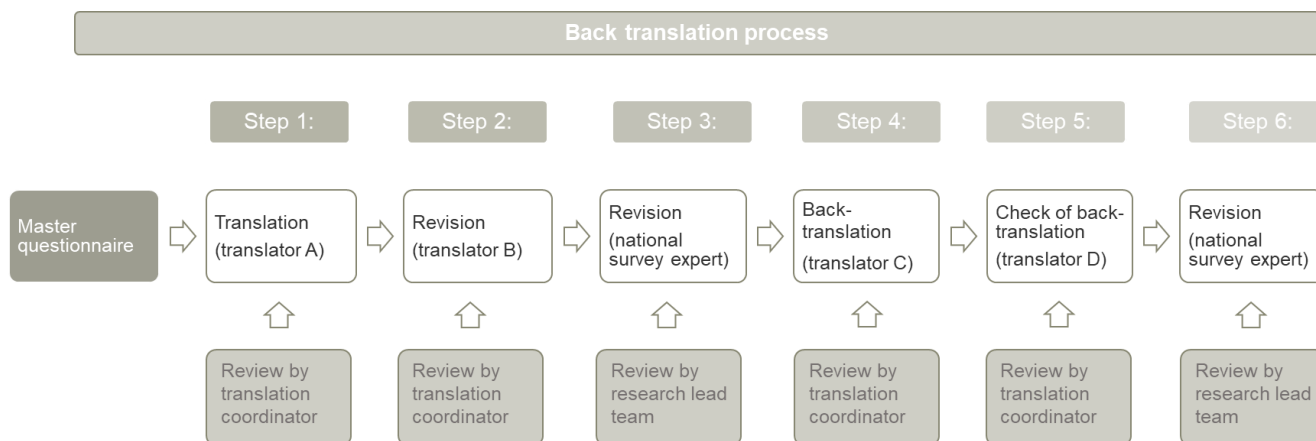 Back translation process
Step 1:
Step 2:
Step 3:
Step 4:
Step 5:
Step 6:
Master
questionnaire
Translation
(translator A)
Revision
(translator B)
Revision
(national
survey expert)
Back-
translation
(translator C)
Check of back-
translation
(translator D)
Revision
(national
survey expert)
Review by
translation
coordinator
Review by
translation
coordinator
Review by
research lead
team
Review by
translation
coordinator
Review by
translation
coordinator
Review by
research lead
team